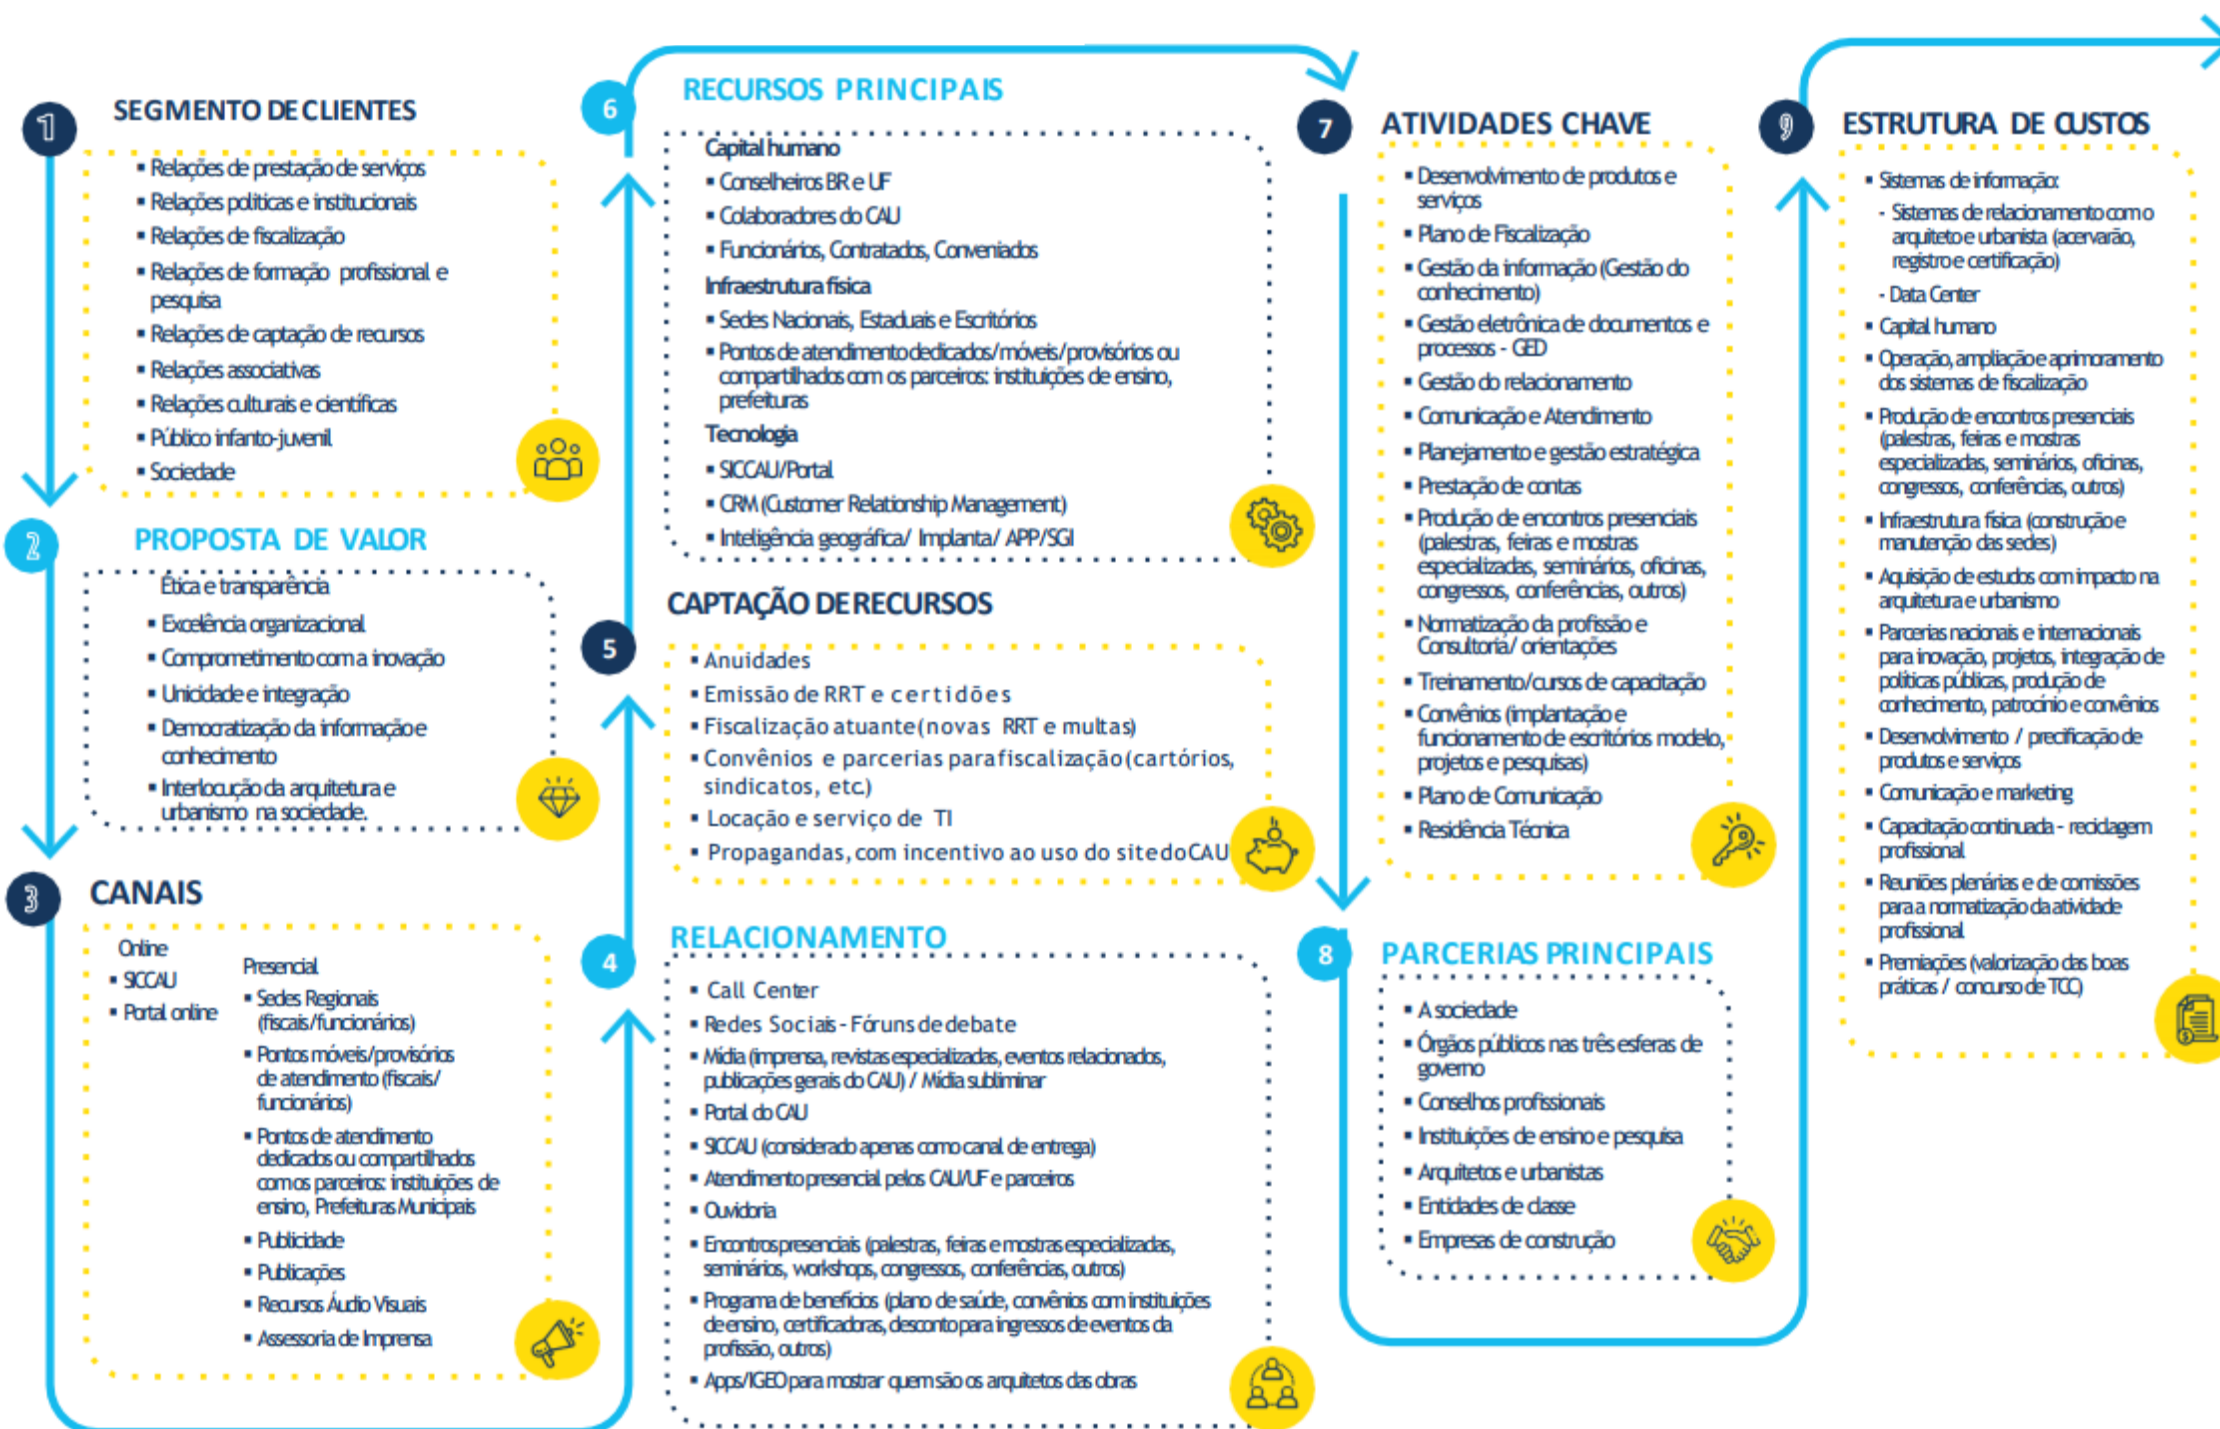 1
SEGMENTO DE CLIENTES
▪ Relações de prestação de serviços
▪ Relações políticas e institucionais
▪ Relações de fiscalização
▪ Relações de formação profissional e
pesquisa
▪ Relações de captação de recursos
▪ Relações associativas
▪ Relações culturais e científicas
▪ Público infanto-juvenil
▪ Sociedade
2
PROPOSTA DE VALOR
Ética e transparência
▪ Excelência organizacional
▪ Comprometimento com a inovação
▪ Unicidade e integração
▪ Democratização da informação e
conhecimento
▪ Interlocução da arquitetura e
urbanismo na sociedade.
3
CANAIS
Online
▪ SICCAU
▪ Portal online
Presencial
▪ Sedes Regionais
(fiscais/funcionários)
▪ Pontos móveis/provisórios
de atendimento (fiscais/
funcionários)
▪ Pontos de atendimento
dedicados ou compartilhados
com os parceiros: instituições de
ensino, Prefeituras Municipais
▪ Publicidade
▪ Publicações
▪ Recursos Áudio Visuais
▪ Assessoria de Imprensa
4
RELACIONAMENTO
▪ Call Center
▪ Redes Sociais - Fóruns de debate
▪ Mídia (imprensa, revistas especializadas, eventos relacionados,
publicações gerais do CAU) / Mídia subliminar
▪ Portal do CAU
▪ SICCAU (considerado apenas como canal de entrega)
▪ Atendimento presencial pelos CAU/UF e parceiros
▪ Ouvidoria
▪ Encontros presenciais (palestras, feiras e mostras especializadas,
seminários, workshops, congressos, conferências, outros)
▪ Programa de benefícios (plano de saúde, convênios com instituições
de ensino, certificadoras, desconto para ingressos de eventos da
profissão, outros)
▪ Apps/IGEO para mostrar quem são os arquitetos das obras
5
CAPTAÇÃO DE RECURSOS
▪ Anuidades
▪ Emissão de RRT e certidões
▪ Fiscalização atuante (novas RRT e multas)
▪ Convênios e parcerias para fiscalização (cartórios,
sindicatos, etc.)
▪ Locação e serviço de TI
▪ Propagandas, com incentivo ao uso do site do CAU
6
RECURSOS PRINCIPAIS
Capital humano
▪ Conselheiros BR e UF
▪ Colaboradores do CAU
▪ Funcionários, Contratados, Conveniados
Infraestrutura física
▪ Sedes Nacionais, Estaduais e Escritórios
▪ Pontos de atendimento dedicados/móveis/provisórios ou
compartilhados com os parceiros: instituições de ensino,
prefeituras
Tecnologia
▪ SICCAU/Portal
▪ CRM (Customer Relationship Management)
▪ Inteligência geográfica/ Implanta/ APP/SGI
7
ATIVIDADES CHAVE
▪ Desenvolvimento de produtos e
serviços
▪ Plano de Fiscalização
▪ Gestão da informação (Gestão do
conhecimento)
▪ Gestão eletrônica de documentos e
processos - GED
▪ Gestão do relacionamento
▪ Comunicação e Atendimento
▪ Planejamento e gestão estratégica
▪ Prestação de contas
▪ Produção de encontros presenciais
(palestras, feiras e mostras
especializadas, seminários, oficinas,
congressos, conferências, outros)
▪ Normatização da profissão e
Consultoria/ orientações
▪ Treinamento/cursos de capacitação
▪ Convênios (implantação e
funcionamento de escritórios modelo,
projetos e pesquisas)
▪ Plano de Comunicação
▪ Residência Técnica
8
PARCERIAS PRINCIPAIS
▪ A sociedade
▪ Órgãos públicos nas três esferas de
governo
▪ Conselhos profissionais
▪ Instituições de ensino e pesquisa
▪ Arquitetos e urbanistas
▪ Entidades de classe
▪ Empresas de construção
9
ESTRUTURA DE CUSTOS
▪ Sistemas de informação:
- Sistemas de relacionamento com o
arquiteto e urbanista (acervarão,
registro e certificação)
- Data Center
▪ Capital humano
▪ Operação, ampliação e aprimoramento
dos sistemas de fiscalização
▪ Produção de encontros presenciais
(palestras, feiras e mostras
especializadas, seminários, oficinas,
congressos, conferências, outros)
▪ Infraestrutura física (construção e
manutenção das sedes)
▪ Aquisição de estudos com impacto na
arquitetura e urbanismo
▪ Parcerias nacionais e internacionais
para inovação, projetos, integração de
políticas públicas, produção de
conhecimento, patrocínio e convênios
▪ Desenvolvimento / precificação de
produtos e serviços
▪ Comunicação e marketing
▪ Capacitação continuada - reciclagem
profissional
▪ Reuniões plenárias e de comissões
para a normatização da atividade
profissional
▪ Premiações (valorização das boas
práticas / concurso de TCC)